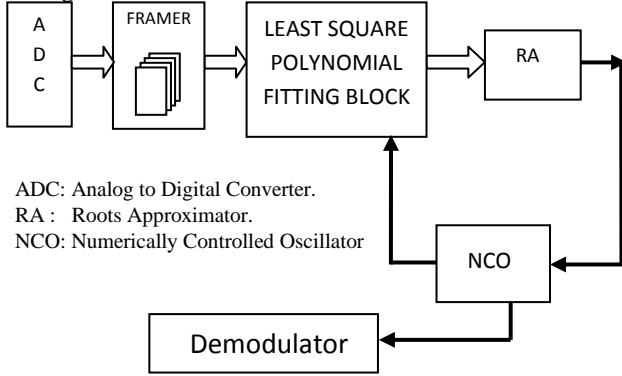 A
D
C
FRAMER
LEAST SQUARE
POLYNOMIAL
FITTING BLOCK
RA
ADC: Analog to Digital Converter.
RA : Roots Approximator.
NCO: Numerically Controlled Oscillator
NCO
Demodulator